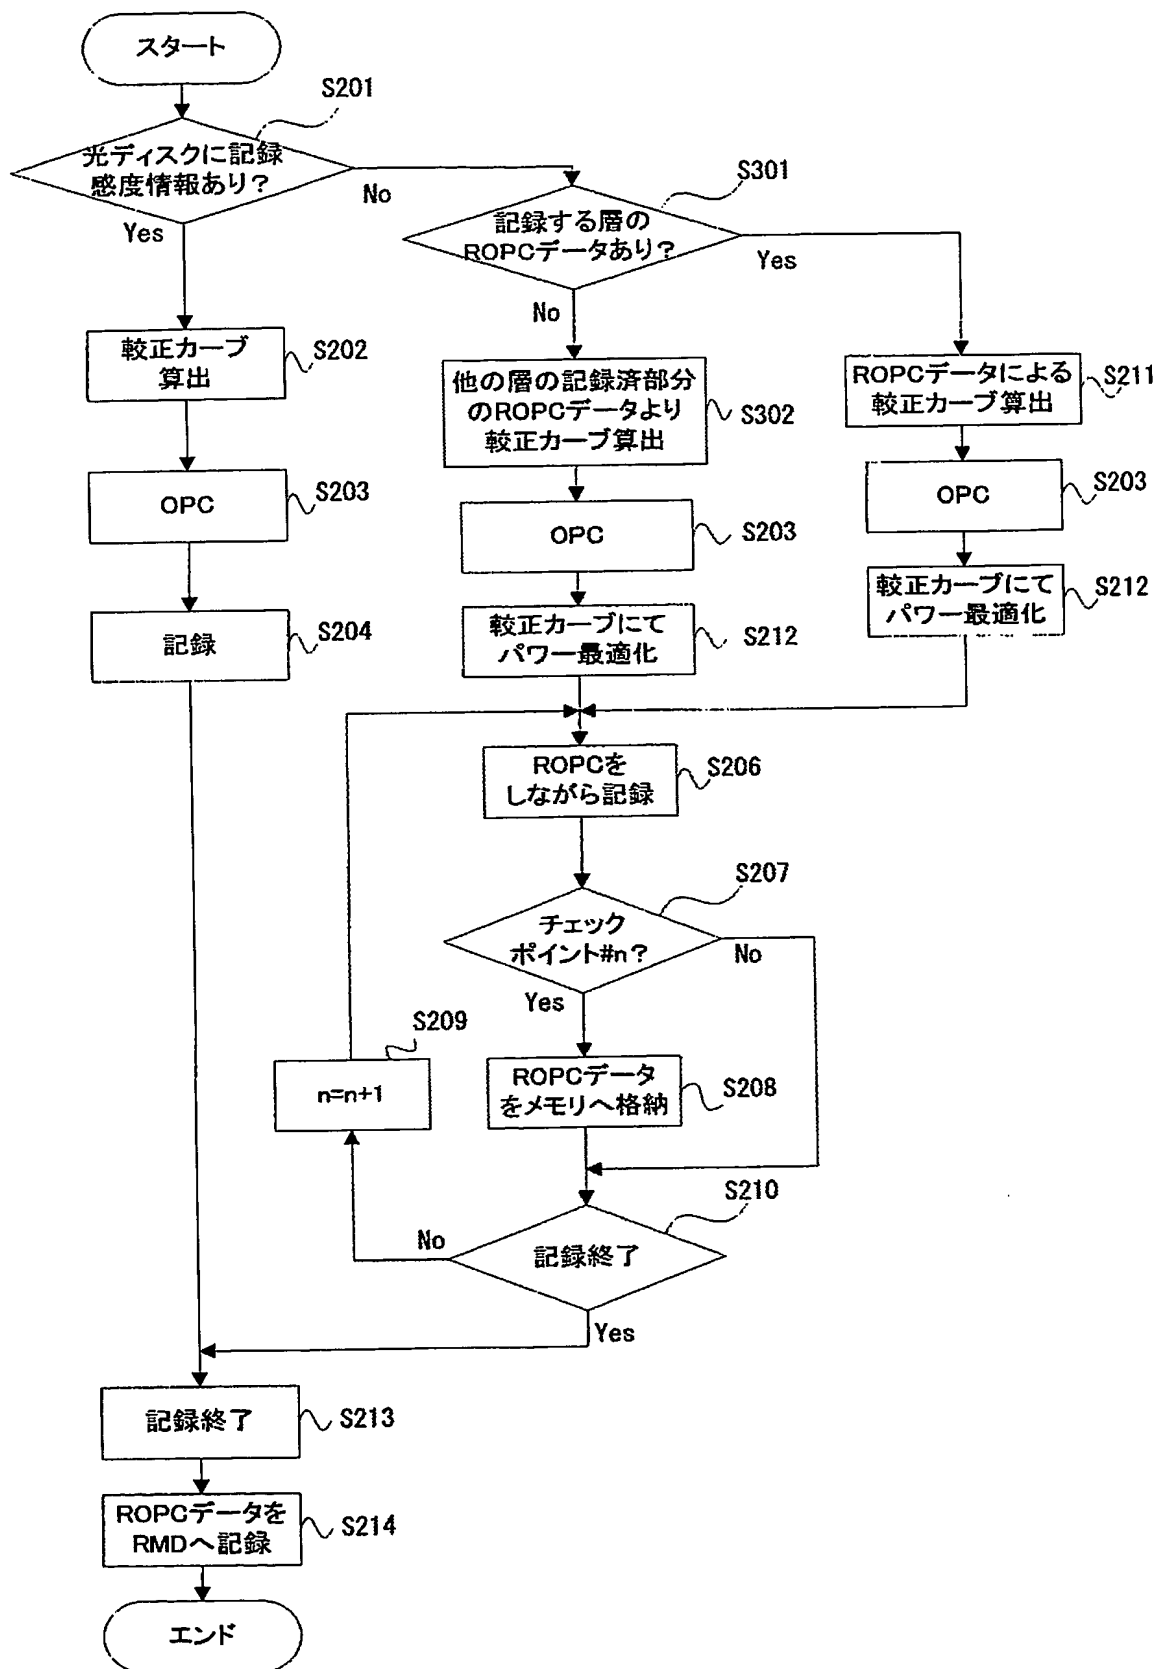 スタート
S201
光ディスクに記録
感度情報あり？
No
Yes
S301
記録する層の
ROPCデータあり？
Yes
No
較正カーブ
算出
S202
他の層の記録済部分
のROPCデータより
較正カーブ算出
S302
ROPCデータによる
較正カーブ算出
S211
OPC
S203
OPC
S203
OPC
S203
記録
S204
較正カーブにて
パワー最適化
S212
較正カーブにて
パワー最適化
S212
ROPCを
しながら記録
S206
S207
チェック
ポイント#n？
No
Yes
S209
n=n+1
ROPCデータ
をメモリへ格納
S208
S210
No
記録終了
Yes
記録終了
S213
ROPCデータを
RMDへ記録
S214
エンド